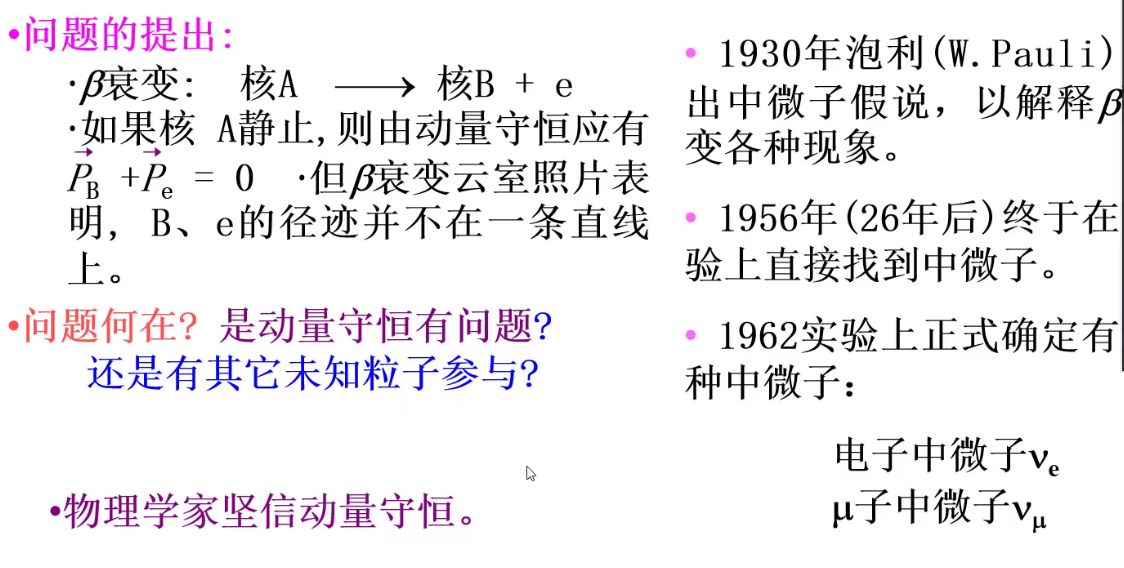 •问题的提出:
·β衰变: 核A ⟶ 核B + e
·如果核 A静止,则由动量守恒应有
P⃗_B +P⃗_e = 0 ·但β衰变云室照片表
明, B、e的径迹并不在一条直线
上。
•问题何在? 是动量守恒有问题?
还是有其它未知粒子参与?
•物理学家坚信动量守恒。
• 1930年泡利(W.Pauli)
出中微子假说，以解释β
变各种现象。
• 1956年(26年后)终于在
验上直接找到中微子。
• 1962实验上正式确定有
种中微子：
电子中微子ν_e
μ子中微子ν_μ